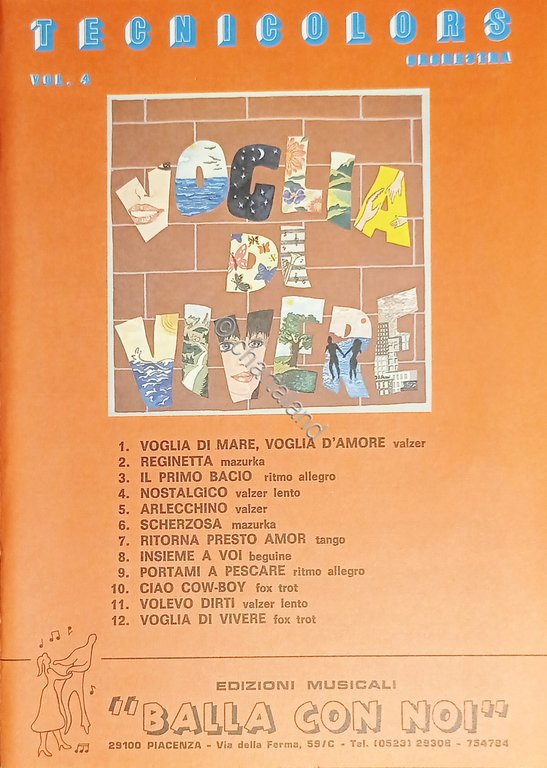 TECNICOLORS
ORCHESTRA
VOL. 4
VOGLIA
DI
VIVERE
© chartaland
1. VOGLIA DI MARE, VOGLIA D'AMORE valzer
2. REGINETTA mazurka
3. IL PRIMO BACIO ritmo allegro
4. NOSTALGICO valzer lento
5. ARLECCHINO valzer
6. SCHERZOSA mazurka
7. RITORNA PRESTO AMOR tango
8. INSIEME A VOI beguine
9. PORTAMI A PESCARE ritmo allegro
10. CIAO COW-BOY fox trot
11. VOLEVO DIRTI valzer lento
12. VOGLIA DI VIVERE fox trot
EDIZIONI MUSICALI
"BALLA CON NOI"
29100 PIACENZA - Via della Ferma, 59/C - Tel. (0523) 29308 - 754784